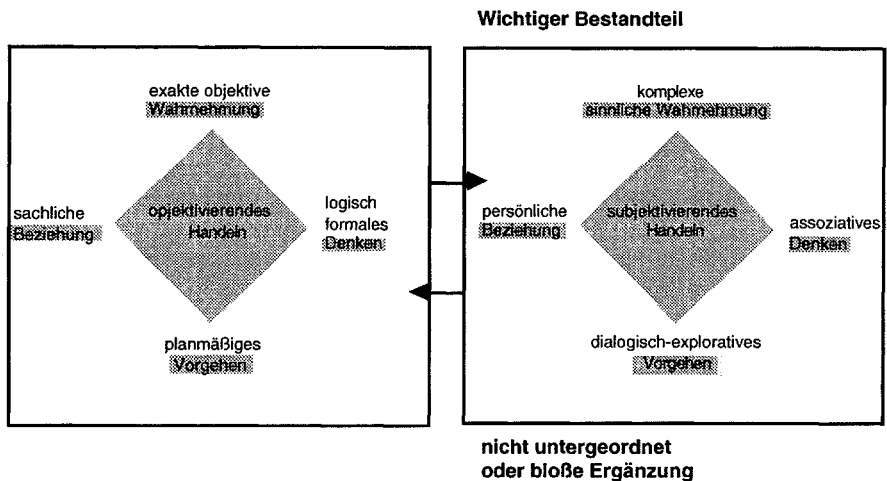 Wichtiger Bestandteil
exakte objektive
Wahrnehmung
sachliche
Beziehung
opjektivierendes
Handeln
logisch
formales
Denken
planmäßiges
Vorgehen
komplexe
sinnliche Wahrnehmung
persönliche
Beziehung
subjektivierendes
Handeln
assoziatives
Denken
dialogisch-exploratives
Vorgehen
nicht untergeordnet
oder bloße Ergänzung